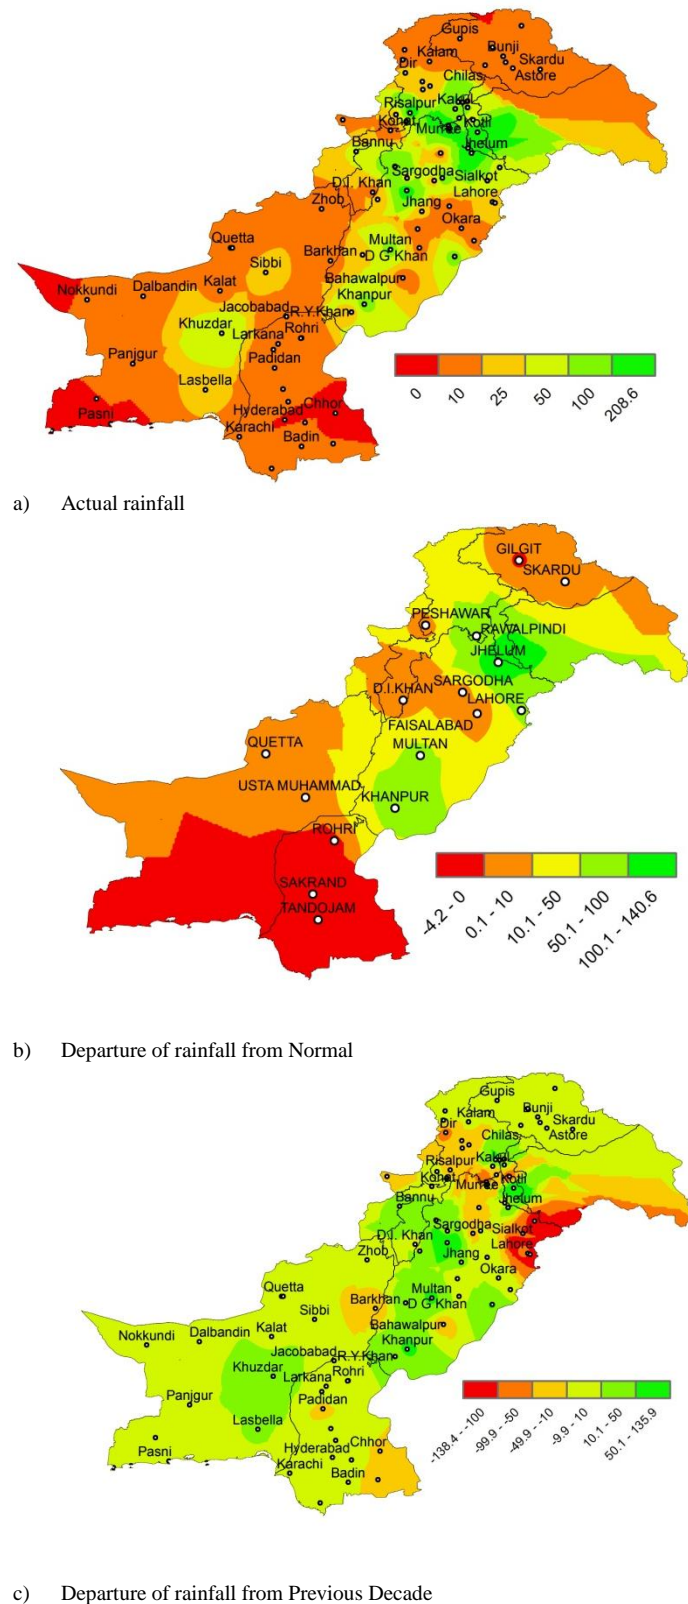 Gupis
Kalam
Bunji
Dir
Skardu
Astore
Chilas
Risalpur
Kakul
Kohat
Murree
Kotli
Bannu
Jhelum
Sargodha
Sialkot
D.I. Khan
Zhob
Lahore
Jhang
Okara
Quetta
Multan
Barkhan
D G Khan
Sibbi
Kalat
Bahawalpur
Nokkundi
Dalbandin
Khanpur
Jacobabad
R.Y.Khan
Khuzdar
Larkana
Rohri
Panjgur
Padidan
Lasbella
Pasni
Hyderabad
Chhor
Karachi
Badin
0 10 25 50 100 208.6
a) Actual rainfall
GILGIT
SKARDU
PESHAWAR
RAWALPINDI
JHELUM
SARGODHA
D.I.KHAN
LAHORE
FAISALABAD
QUETTA
MULTAN
USTA MUHAMMAD
KHANPUR
ROHRI
SAKRAND
TANDOJAM
-4.2 - 0 0.1 - 10 10.1 - 50 50.1 - 100 100.1 - 140.6
b) Departure of rainfall from Normal
Gupis
Kalam
Bunji
Dir
Skardu
Astore
Chilas
Risalpur
Kakul
Kohat
Murree
Kotli
Bannu
Jhelum
Sargodha
Sialkot
D.I. Khan
Zhob
Lahore
Jhang
Okara
Quetta
Multan
Barkhan
D G Khan
Sibbi
Bahawalpur
Nokkundi
Dalbandin
Kalat
Khanpur
Jacobabad
R.Y.Khan
Khuzdar
Larkana
Rohri
Panjgur
Padidan
Lasbella
Pasni
Hyderabad
Chhor
Karachi
Badin
-138.4 - -100 -99.9 - -50 -49.9 - -10 -9.9 - 10 10.1 - 50 50.1 - 135.9
c) Departure of rainfall from Previous Decade